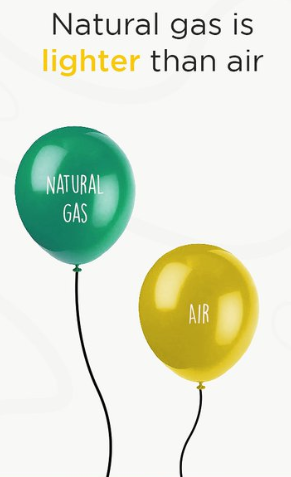 Natural gas is
lighter than air
NATURAL
GAS
AIR